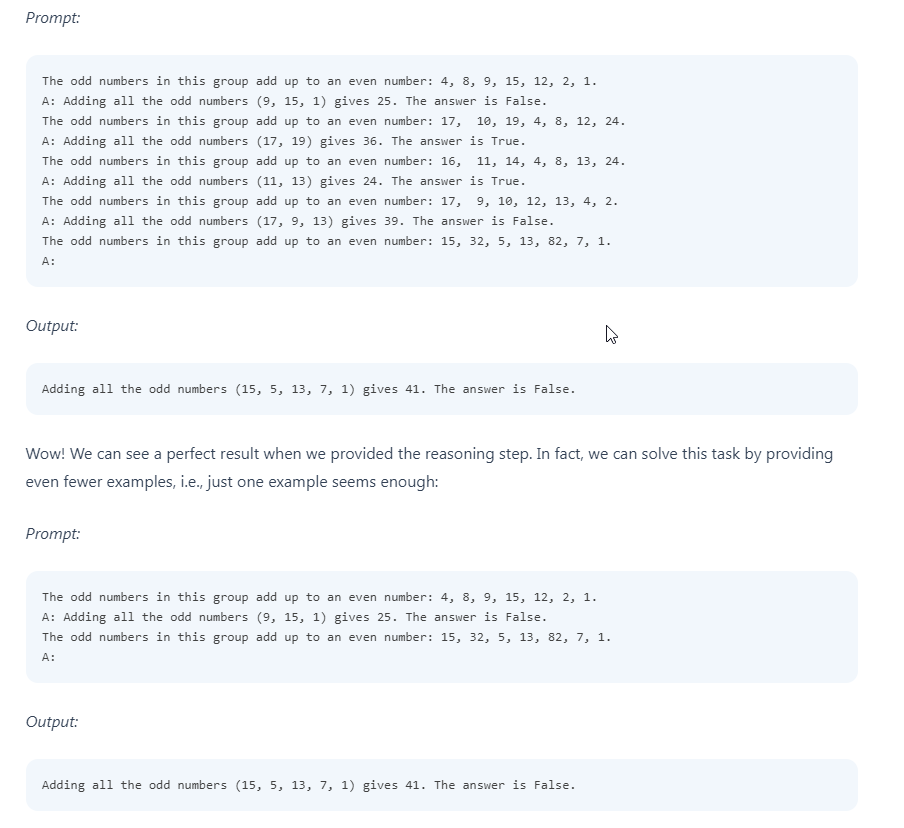 Prompt:
The odd numbers in this group add up to an even number: 4, 8, 9, 15, 12, 2, 1.
A: Adding all the odd numbers (9, 15, 1) gives 25. The answer is False.
The odd numbers in this group add up to an even number: 17,  10, 19, 4, 8, 12, 24.
A: Adding all the odd numbers (17, 19) gives 36. The answer is True.
The odd numbers in this group add up to an even number: 16,  11, 14, 4, 8, 13, 24.
A: Adding all the odd numbers (11, 13) gives 24. The answer is True.
The odd numbers in this group add up to an even number: 17,  9, 10, 12, 13, 4, 2.
A: Adding all the odd numbers (17, 9, 13) gives 39. The answer is False.
The odd numbers in this group add up to an even number: 15, 32, 5, 13, 82, 7, 1.
A:
Output:
Adding all the odd numbers (15, 5, 13, 7, 1) gives 41. The answer is False.
Wow! We can see a perfect result when we provided the reasoning step. In fact, we can solve this task by providing
even fewer examples, i.e., just one example seems enough:
Prompt:
The odd numbers in this group add up to an even number: 4, 8, 9, 15, 12, 2, 1.
A: Adding all the odd numbers (9, 15, 1) gives 25. The answer is False.
The odd numbers in this group add up to an even number: 15, 32, 5, 13, 82, 7, 1.
A:
Output:
Adding all the odd numbers (15, 5, 13, 7, 1) gives 41. The answer is False.